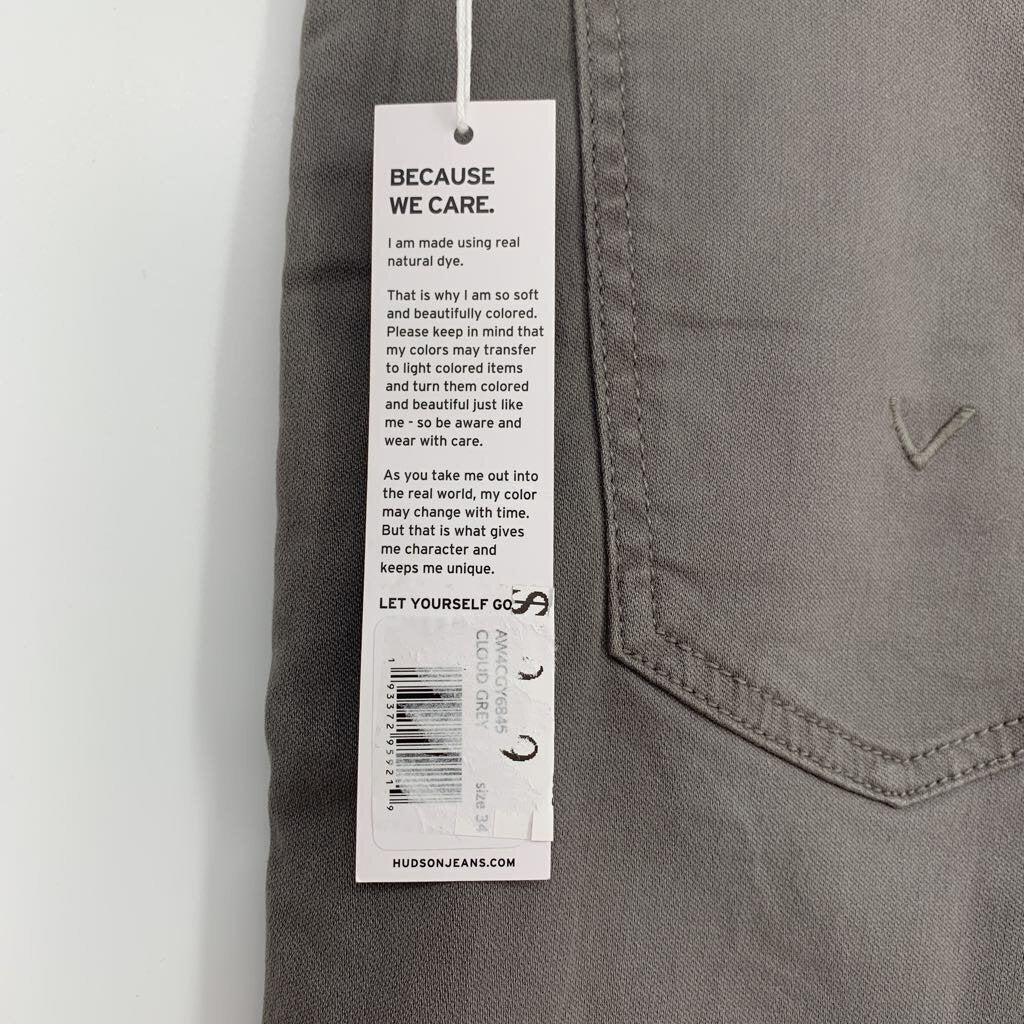 BECAUSE
WE CARE.
I am made using real
natural dye.
That is why I am so soft
and beautifully colored.
Please keep in mind that
my colors may transfer
to light colored items
and turn them colored
and beautiful just like
me - so be aware and
wear with care.
As you take me out into
the real world, my color
may change with time.
But that is what gives
me character and
keeps me unique.
LET YOURSELF GO
$
AW4CGY6845
CLOUD GREY size 34
1 93372 95921 9
HUDSONJEANS.COM